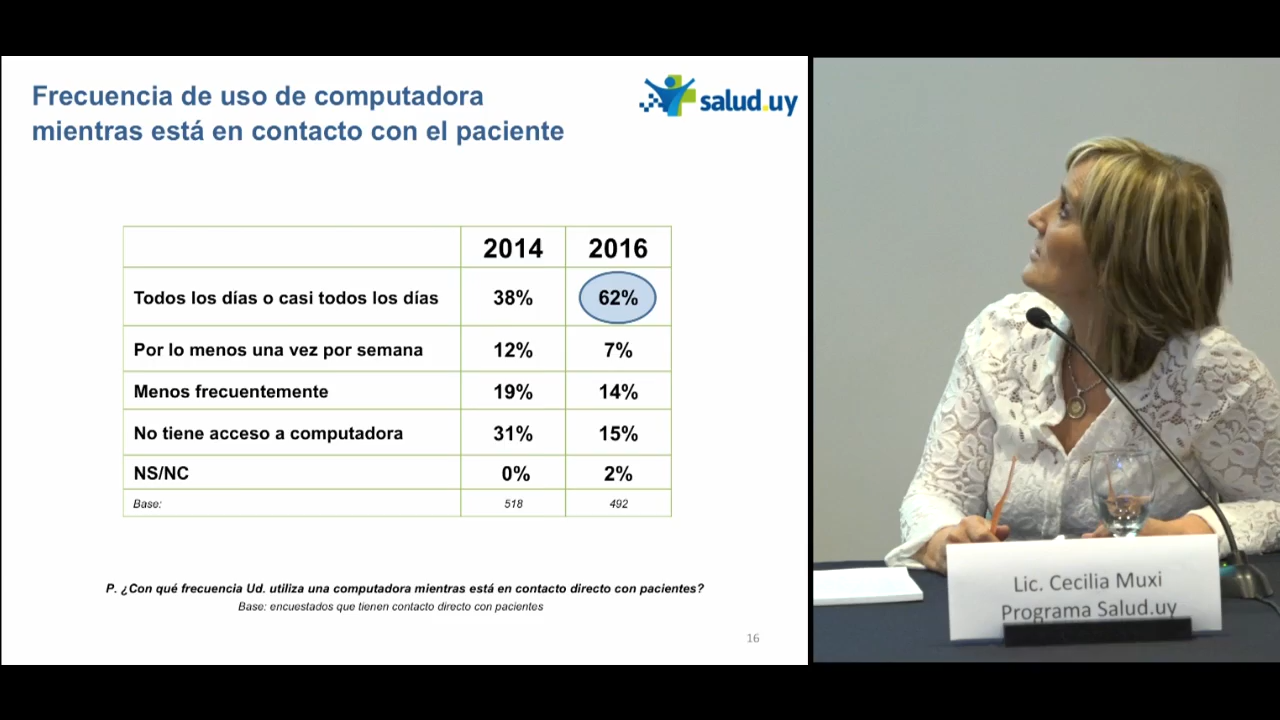 Frecuencia de uso de computadora
mientras está en contacto con el paciente
salud.uy
2014 2016
Todos los días o casi todos los días 38% 62%
Por lo menos una vez por semana 12% 7%
Menos frecuentemente 19% 14%
No tiene acceso a computadora 31% 15%
NS/NC 0% 2%
Base: 518 492
P. ¿Con qué frecuencia Ud. utiliza una computadora mientras está en contacto directo con pacientes?
Base: encuestados que tienen contacto directo con pacientes
16
Lic. Cecilia Muxi
Programa Salud.uy